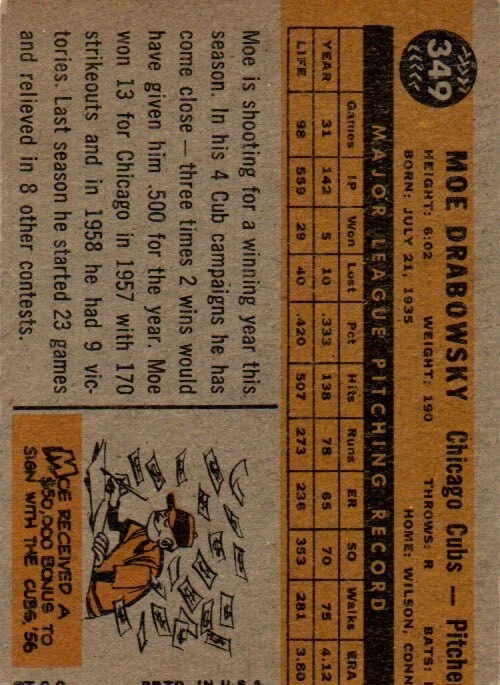 349
MOE DRABOWSKY Chicago Cubs — Pitche
HEIGHT: 6:02 WEIGHT: 190 THROWS: R BATS:
BORN: JULY 21, 1935 HOME: WILSON, CONN
MAJOR LEAGUE PITCHING RECORD
Games IP Won Lost Pct Hits Runs ER SO Walks ERA
YEAR 31 142 5 10 .333 138 78 65 70 75 4.12
LIFE 98 559 29 40 .420 507 273 236 353 281 3.80
Moe is shooting for a winning year this
season. In his 4 Cub campaigns he has
come close — three times 2 wins would
have given him .500 for the year. Moe
won 13 for Chicago in 1957 with 170
strikeouts and in 1958 he had 9 vic-
tories. Last season he started 23 games
and relieved in 8 other contests.
MOE RECEIVED A
$50,000 BONUS TO
SIGN WITH THE CUBS, '56